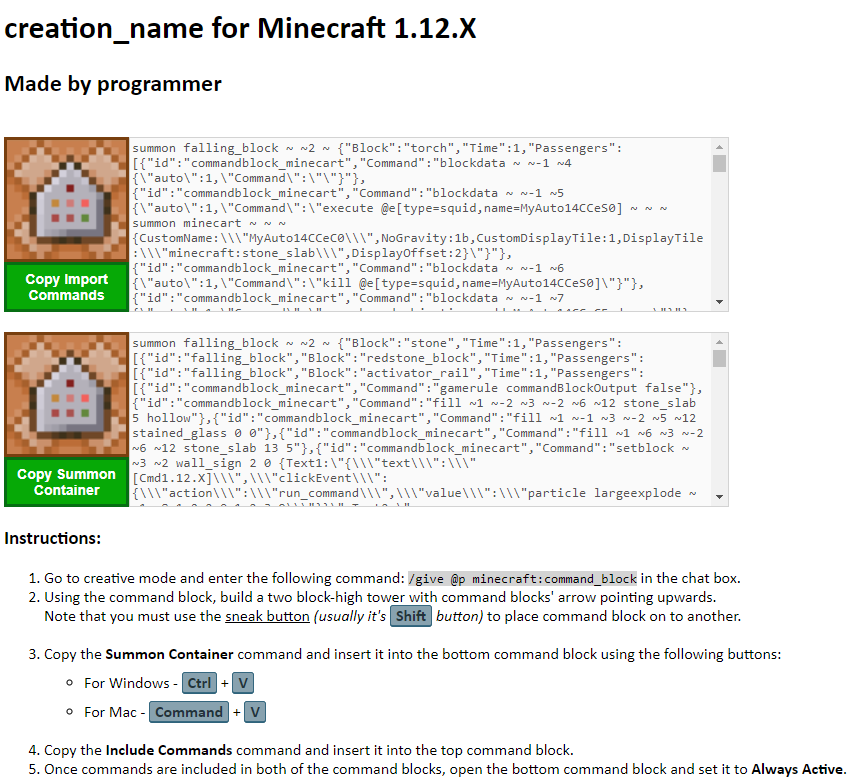 creation_name for Minecraft 1.12.X
Made by programmer
summon falling_block ~ ~2 ~ {"Block":"torch","Time":1,"Passengers":
[{"id":"commandblock_minecart","Command":"blockdata ~ ~-1 ~4
{\"auto\":1,\"Command\":\"\"}"},
{"id":"commandblock_minecart","Command":"blockdata ~ ~-1 ~5
{\"auto\":1,\"Command\":\"execute @e[type=squid,name=MyAuto14CCeS0] ~ ~ ~
summon minecart ~ ~ ~
{CustomName:\\\"MyAuto14CCeC0\\\",NoGravity:1b,CustomDisplayTile:1,DisplayTile
:\\\"minecraft:stone_slab\\\",DisplayOffset:2}\"}"},
{"id":"commandblock_minecart","Command":"blockdata ~ ~-1 ~6
{\"auto\":1,\"Command\":\"kill @e[type=squid,name=MyAuto14CCeS0]\"}"},
{"id":"commandblock_minecart","Command":"blockdata ~ ~-1 ~7
Copy Import
Commands
summon falling_block ~ ~2 ~ {"Block":"stone","Time":1,"Passengers":
[{"id":"falling_block","Block":"redstone_block","Time":1,"Passengers":
[{"id":"falling_block","Block":"activator_rail","Time":1,"Passengers":
[{"id":"commandblock_minecart","Command":"gamerule commandBlockOutput false"},
{"id":"commandblock_minecart","Command":"fill ~1 ~-2 ~3 ~-2 ~6 ~12 stone_slab
5 hollow"},{"id":"commandblock_minecart","Command":"fill ~1 ~-1 ~3 ~-2 ~5 ~12
stained_glass 0 0"},{"id":"commandblock_minecart","Command":"fill ~1 ~6 ~3 ~-2
~6 ~12 stone_slab 13 5"},{"id":"commandblock_minecart","Command":"setblock ~
~3 ~2 wall_sign 2 0 {Text1:\"{\\\"text\\\":\\\"
[Cmd1.12.X]\\\",\\\"clickEvent\\\":
{\\\"action\\\":\\\"run_command\\\",\\\"value\\\":\\\"particle largeexplode ~
Copy Summon
Container
Instructions:
1. Go to creative mode and enter the following command: /give @p minecraft:command_block in the chat box.
2. Using the command block, build a two block-high tower with command blocks' arrow pointing upwards.
Note that you must use the sneak button (usually it's Shift button) to place command block on to another.
3. Copy the Summon Container command and insert it into the bottom command block using the following buttons:
For Windows - Ctrl + V
For Mac - Command + V
4. Copy the Include Commands command and insert it into the top command block.
5. Once commands are included in both of the command blocks, open the bottom command block and set it to Always Active.